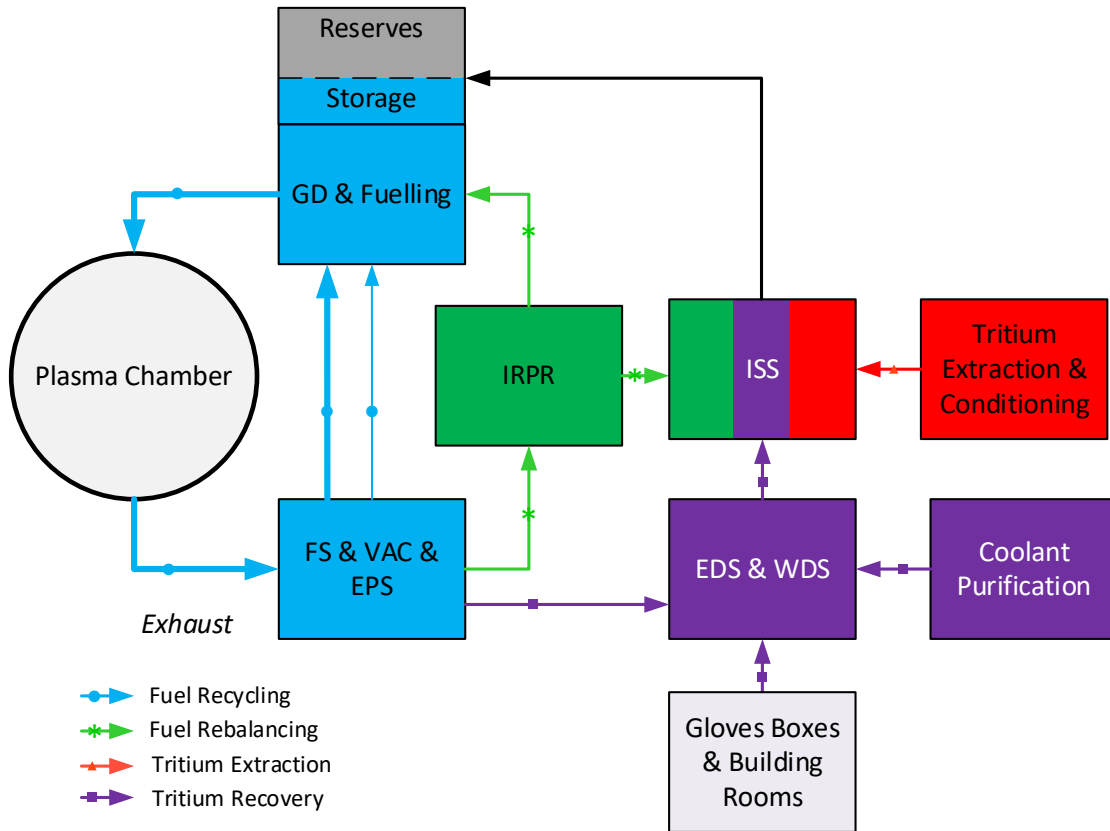 Reserves
Storage
GD & Fuelling
Plasma Chamber
IRPR
ISS
Tritium
Extraction &
Conditioning
FS & VAC &
EPS
EDS & WDS
Coolant
Purification
Exhaust
Gloves Boxes
& Building
Rooms
Fuel Recycling
Fuel Rebalancing
Tritium Extraction
Tritium Recovery